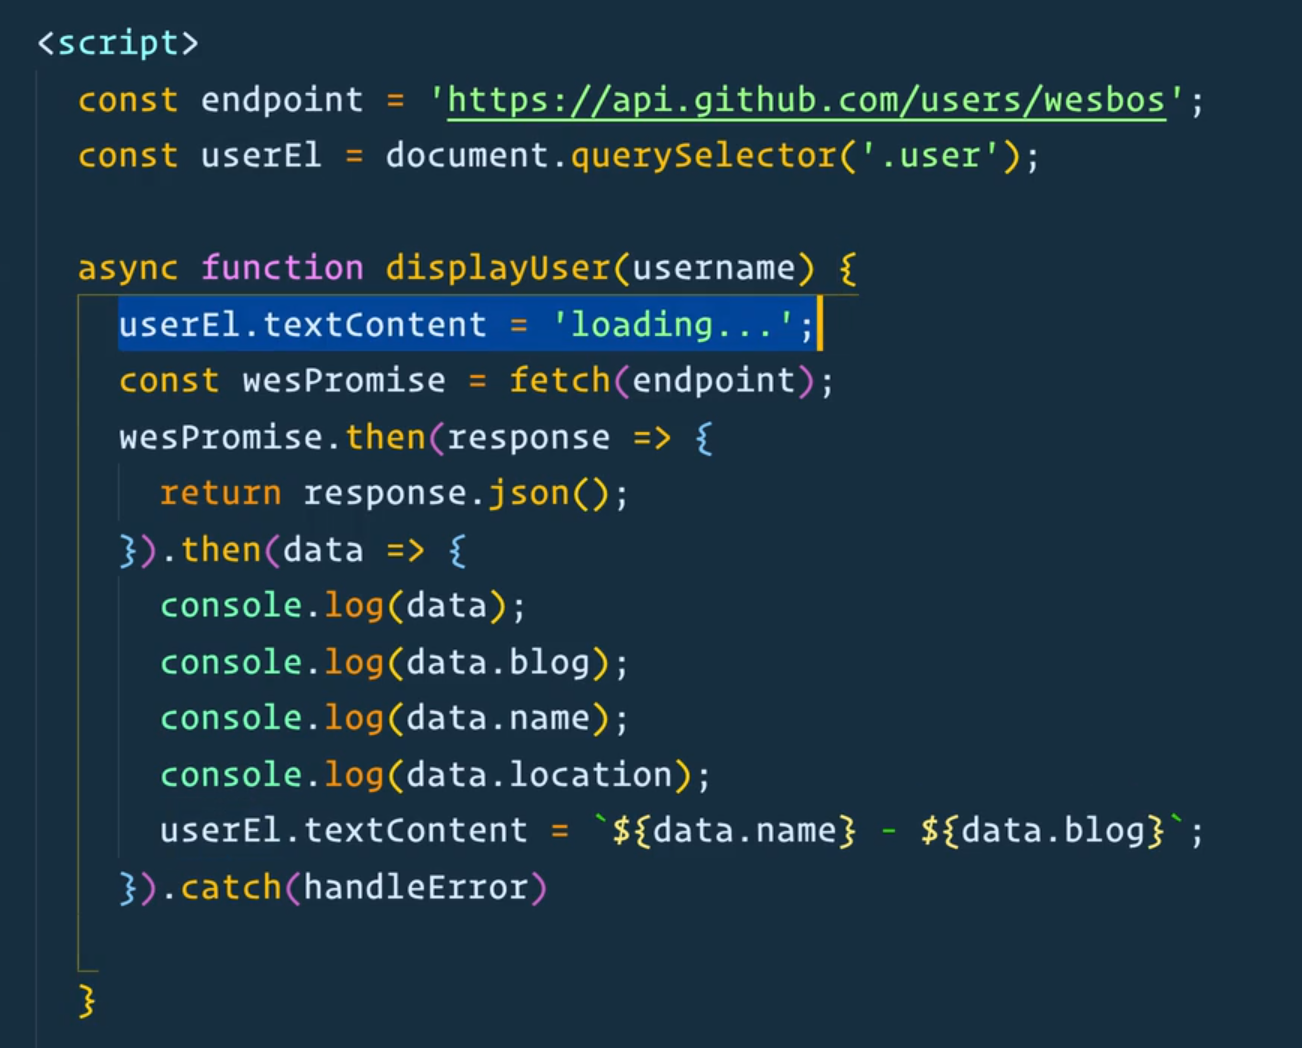 <script>
const endpoint = 'https://api.github.com/users/wesbos';
const userEl = document.querySelector('.user');
async function displayUser(username) {
userEl.textContent = 'loading...';
const wesPromise = fetch(endpoint);
wesPromise.then(response => {
return response.json();
}).then(data => {
console.log(data);
console.log(data.blog);
console.log(data.name);
console.log(data.location);
userEl.textContent = `${data.name} - ${data.blog}`;
}).catch(handleError)
}